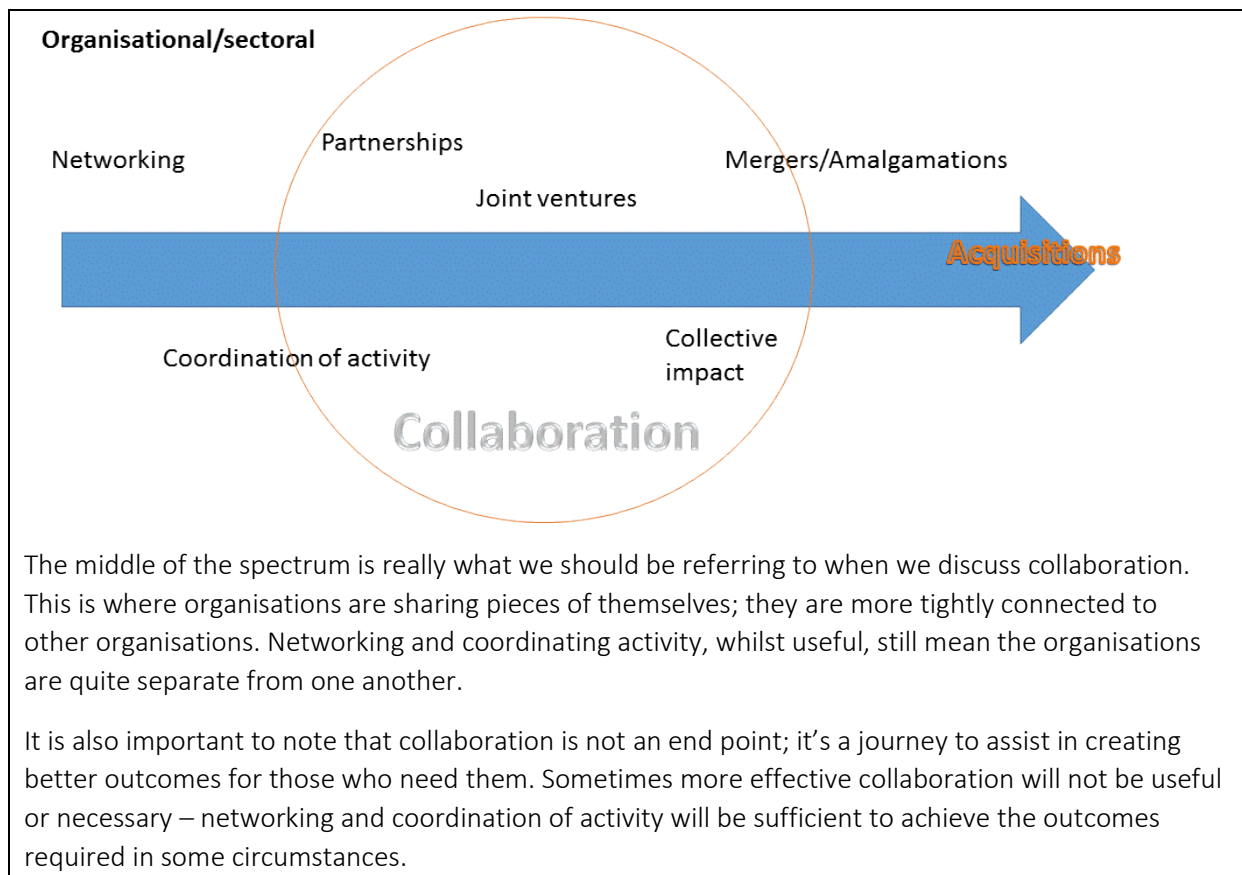 Organisational/sectoral
Partnerships
Networking
Mergers/Amalgamations
Joint ventures
Acquisitions
Collective
impact
Coordination of activity
Collaboration
The middle of the spectrum is really what we should be referring to when we discuss collaboration.
This is where organisations are sharing pieces of themselves; they are more tightly connected to
other organisations. Networking and coordinating activity, whilst useful, still mean the organisations
are quite separate from one another.
It is also important to note that collaboration is not an end point; it’s a journey to assist in creating
better outcomes for those who need them. Sometimes more effective collaboration will not be useful
or necessary – networking and coordination of activity will be sufficient to achieve the outcomes
required in some circumstances.